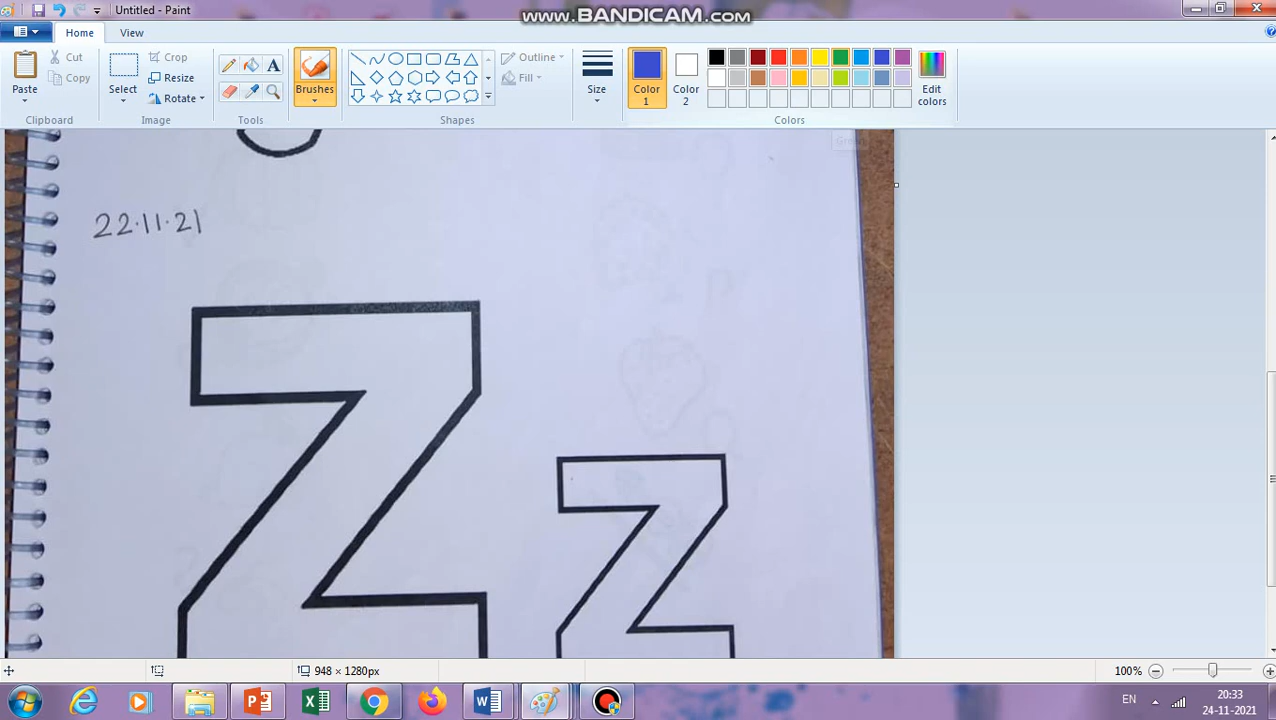 Untitled - Paint
www.BANDICAM.com
Home
View
Paste
Cut
Copy
Clipboard
Select
Crop
Resize
Rotate
Image
A
Tools
Brushes
Outline
Fill
Shapes
Size
Color 1
Color 2
Edit colors
Colors
22.11.21
Z z
948 × 1280px
100%
EN
20:33
24-11-2021